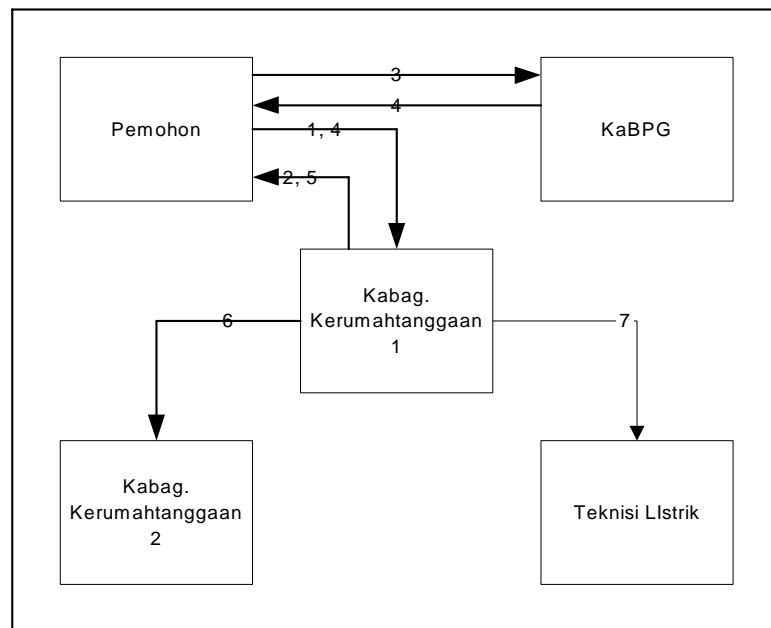 3
4
Pemohon
1, 4
KaBPG
2, 5
Kabag.
Kerumahtanggaan
1
6
7
Kabag.
Kerumahtanggaan
2
Teknisi LIstrik